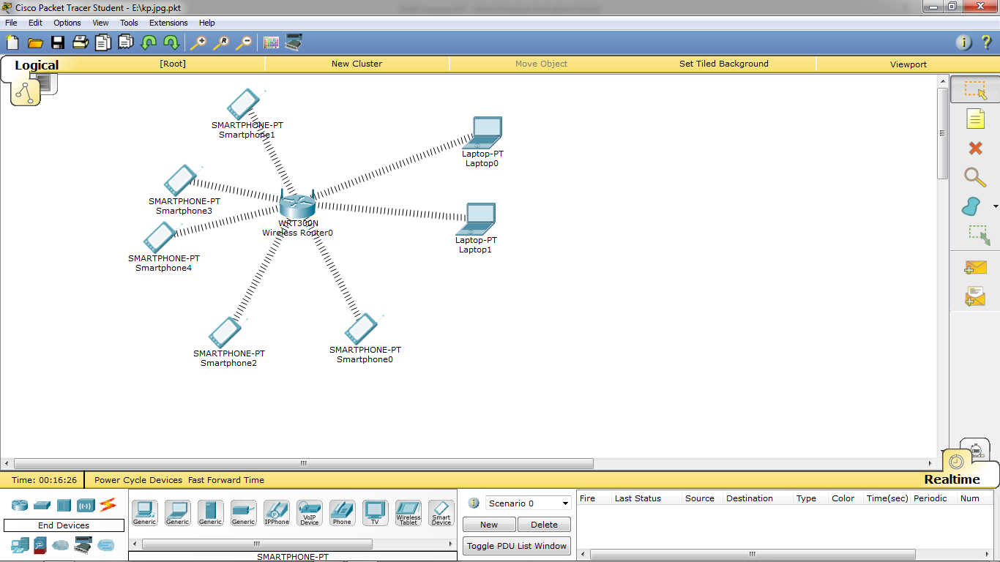 Cisco Packet Tracer Student - E:\kp.jpg.pkt
File Edit Options View Tools Extensions Help
Logical
[Root]
New Cluster
Move Object
Set Tiled Background
Viewport
SMARTPHONE-PT
Smartphone1
Laptop-PT
Laptop0
SMARTPHONE-PT
Smartphone3
WRT300N
Wireless Router0
Laptop-PT
Laptop1
SMARTPHONE-PT
Smartphone4
SMARTPHONE-PT
Smartphone2
SMARTPHONE-PT
Smartphone0
Time: 00:16:26
Power Cycle Devices Fast Forward Time
Realtime
End Devices
Generic
Generic
Generic
Generic
IPPhone
VoIP
Device
Phone
TV
Wireless
Tablet
Smart
Device
SMARTPHONE-PT
Scenario 0
New
Delete
Toggle PDU List Window
Fire Last Status Source Destination Type Color Time(sec) Periodic Num